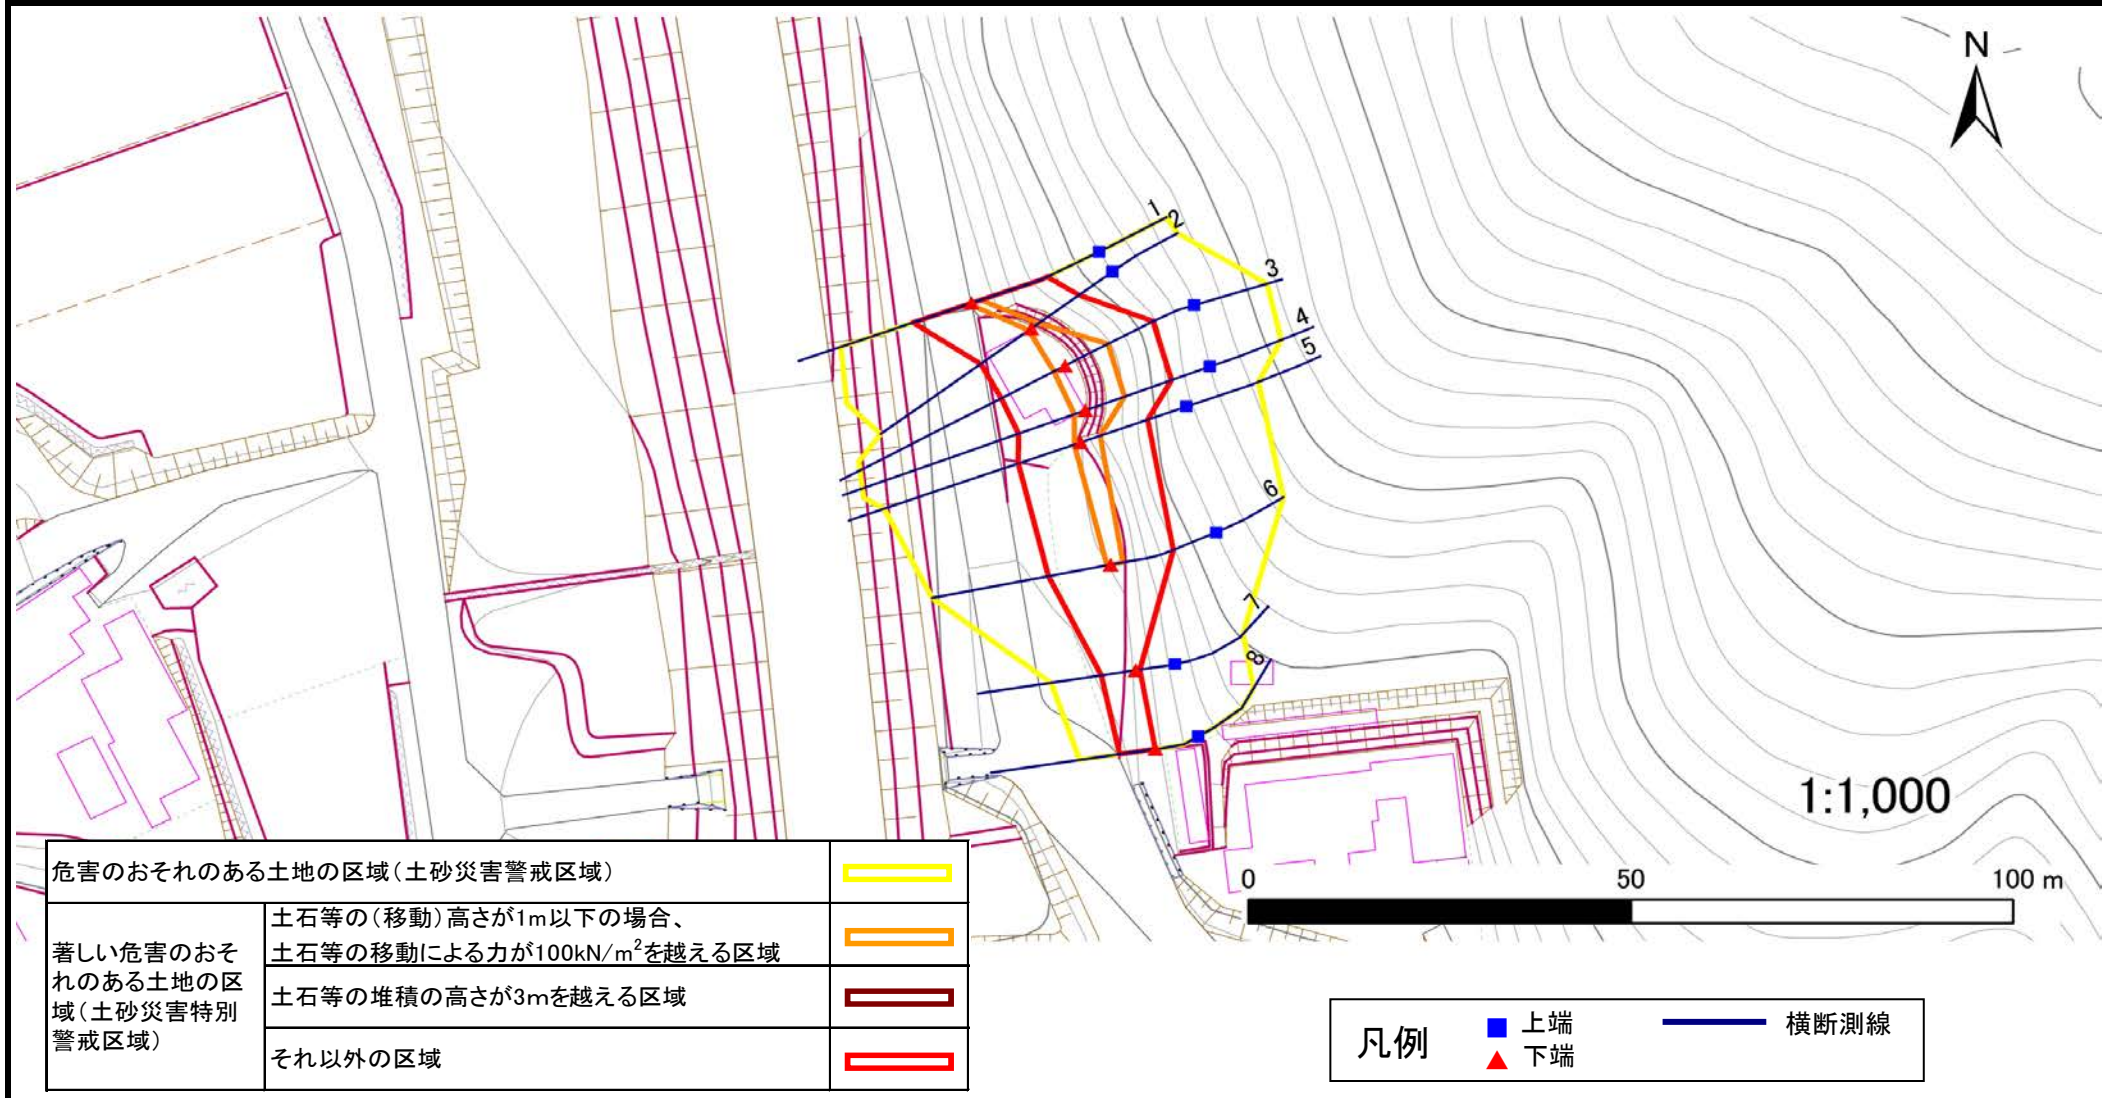 N
1
2
3
4
5
6
7
8
1:1,000
0 50 100 m
危害のおそれのある土地の区域(土砂災害警戒区域)
著しい危害のおそ
れのある土地の区
域(土砂災害特別
警戒区域)
土石等の(移動)高さが1m以下の場合、
土石等の移動による力が100kN/m²を越える区域
土石等の堆積の高さが3mを越える区域
それ以外の区域
凡例
上端
下端
横断測線